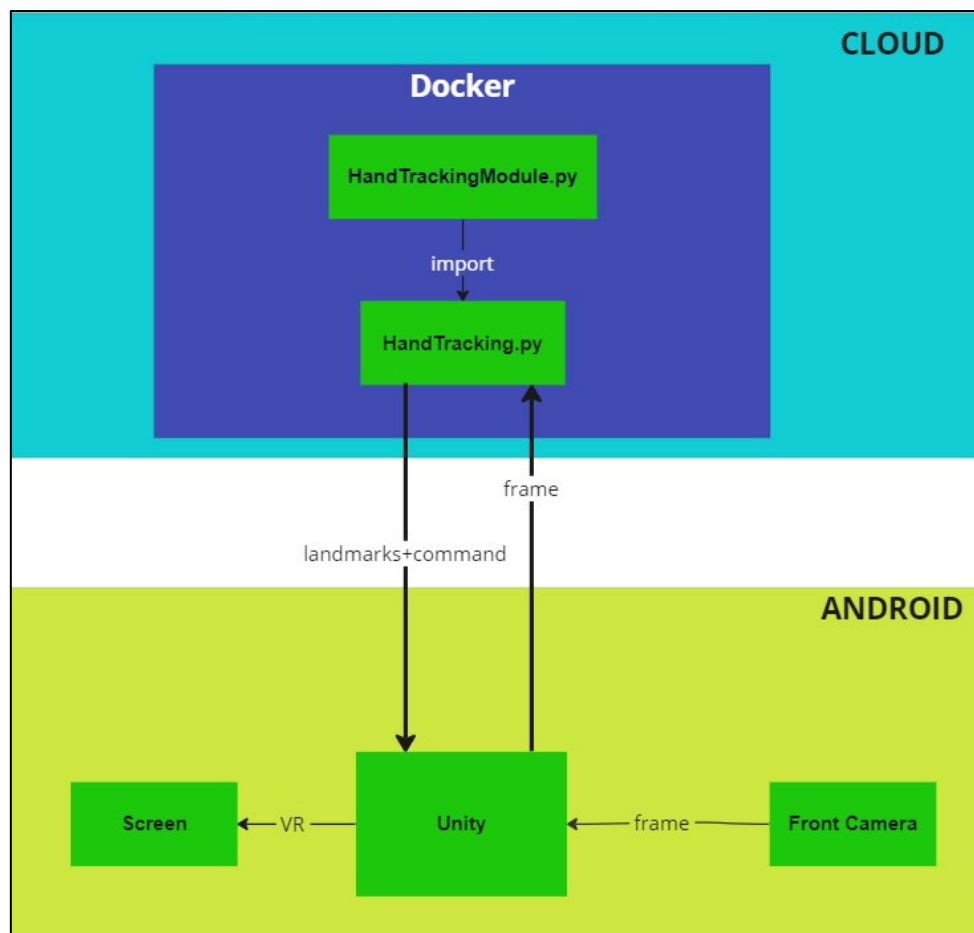 CLOUD
Docker
HandTrackingModule.py
import
HandTracking.py
frame
landmarks+command
ANDROID
Screen
VR
Unity
frame
Front Camera